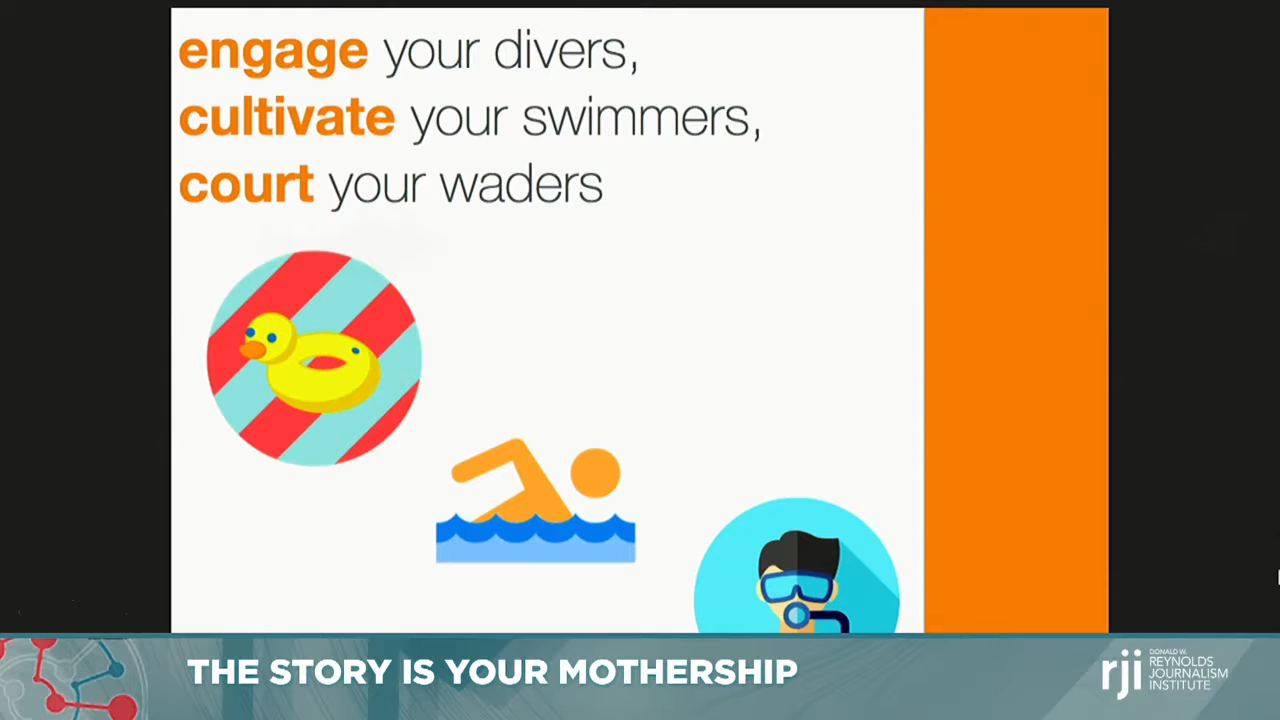 engage your divers,
cultivate your swimmers,
court your waders
THE STORY IS YOUR MOTHERSHIP
rji
DONALD W.
REYNOLDS
JOURNALISM
INSTITUTE